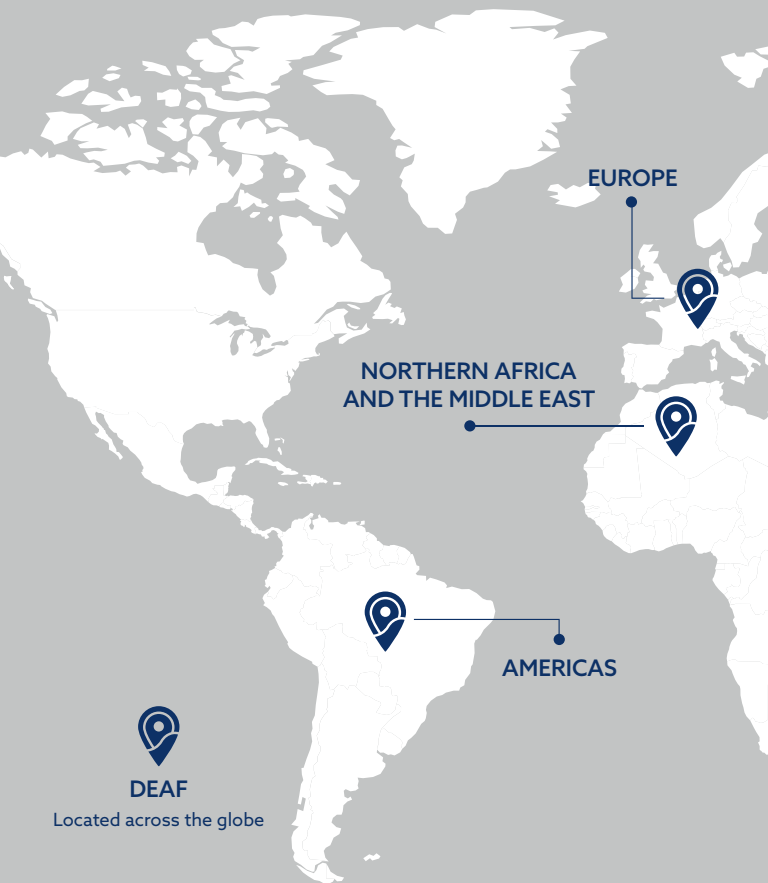 EUROPE
NORTHERN AFRICA
AND THE MIDDLE EAST
AMERICAS
DEAF
Located across the globe